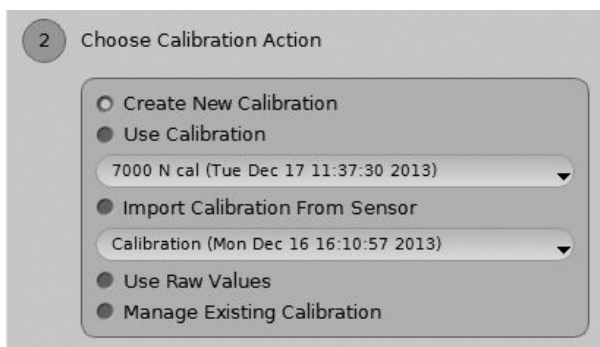 2
Choose Calibration Action
Create New Calibration
Use Calibration
7000 N cal (Tue Dec 17 11:37:30 2013)
Import Calibration From Sensor
Calibration (Mon Dec 16 16:10:57 2013)
Use Raw Values
Manage Existing Calibration